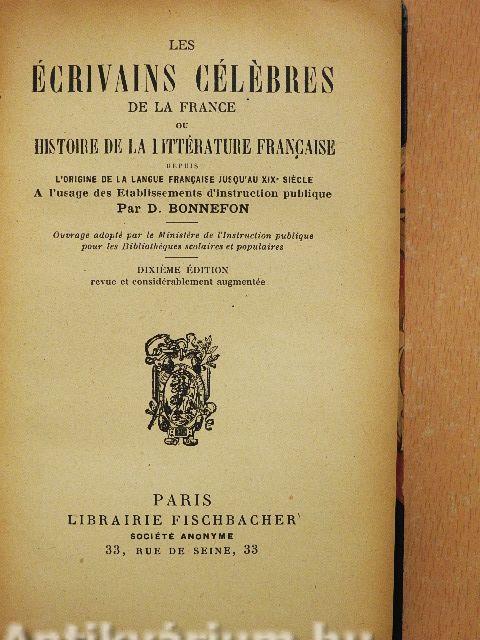 LES
ÉCRIVAINS CÉLÈBRES
DE LA FRANCE
OU
HISTOIRE DE LA LITTÉRATURE FRANÇAISE
DEPUIS
L'ORIGINE DE LA LANGUE FRANÇAISE JUSQU'AU XIXe SIÈCLE
A l'usage des Etablissements d'instruction publique
Par D. BONNEFON
Ouvrage adopté par le Ministère de l'Instruction publique
pour les Bibliothèques scolaires et populaires
DIXIÈME ÉDITION
revue et considérablement augmentée
PARIS
LIBRAIRIE FISCHBACHER
SOCIÉTÉ ANONYME
33, RUE DE SEINE, 33
Antikvárium.hu